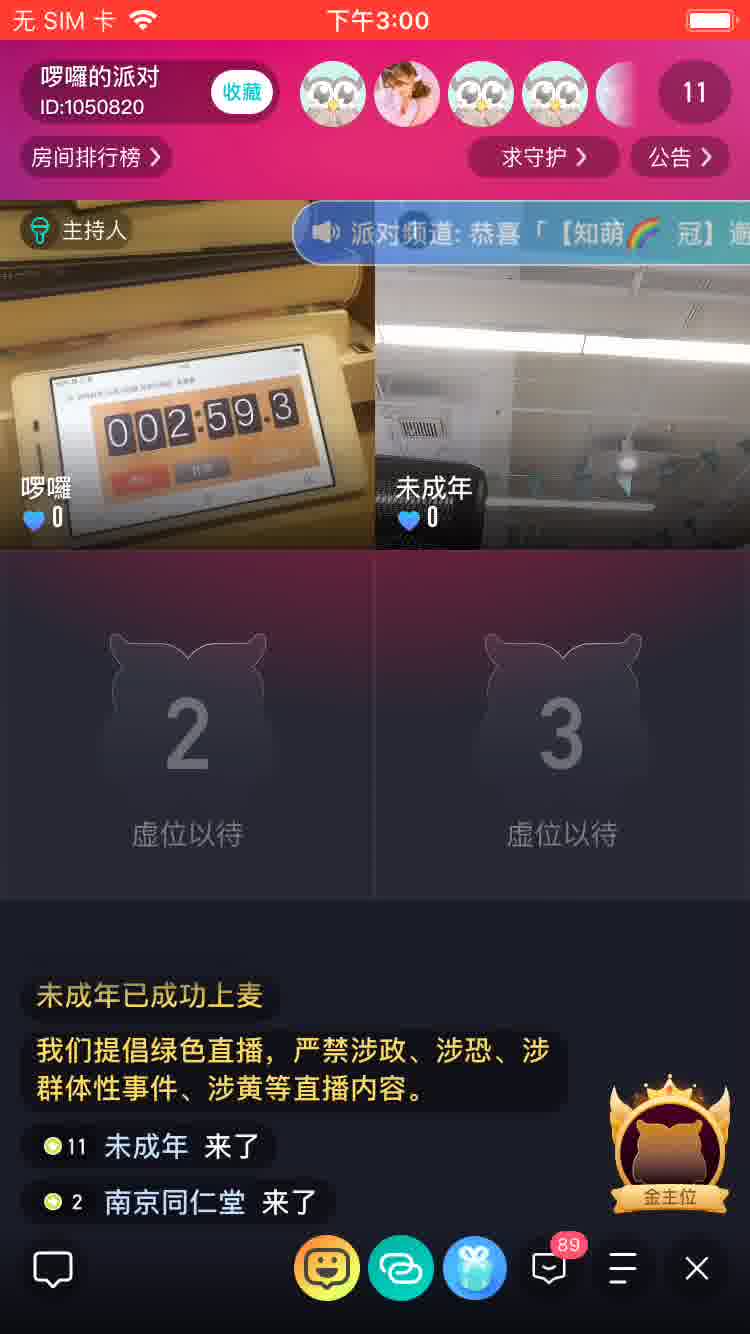 无 SIM 卡
下午3:00
啰囉的派对
ID:1050820
收藏
11
房间排行榜
求守护
公告
主持人
派对频道: 恭喜「【知萌🌈 冠】邀
002:59.3
啰囉
0
未成年
0
2
虚位以待
3
虚位以待
未成年已成功上麦
我们提倡绿色直播，严禁涉政、涉恐、涉
群体性事件、涉黄等直播内容。
11 未成年 来了
2 南京同仁堂 来了
金主位
89